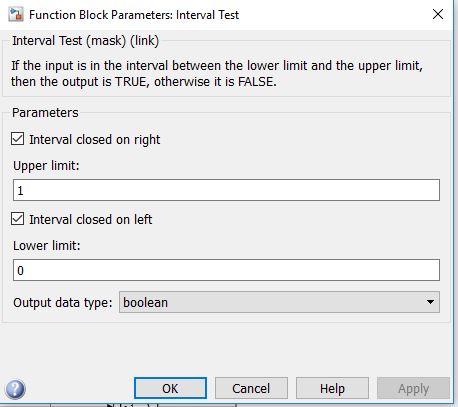 Function Block Parameters: Interval Test
Interval Test (mask) (link)
If the input is in the interval between the lower limit and the upper limit,
then the output is TRUE, otherwise it is FALSE.
Parameters
Interval closed on right
Upper limit:
1
Interval closed on left
Lower limit:
0
Output data type: boolean
OK Cancel Help Apply